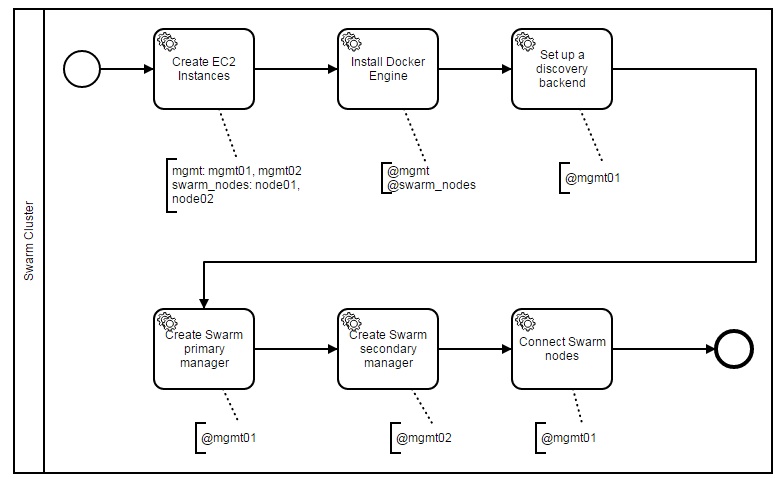 Swarm Cluster
Create EC2
Instances
Install Docker
Engine
Set up a
discovery
backend
mgmt: mgmt01, mgmt02
swarm_nodes: node01,
node02
@mgmt
@swarm_nodes
@mgmt01
Create Swarm
primary
manager
Create Swarm
secondary
manager
Connect Swarm
nodes
@mgmt01
@mgmt02
@mgmt01